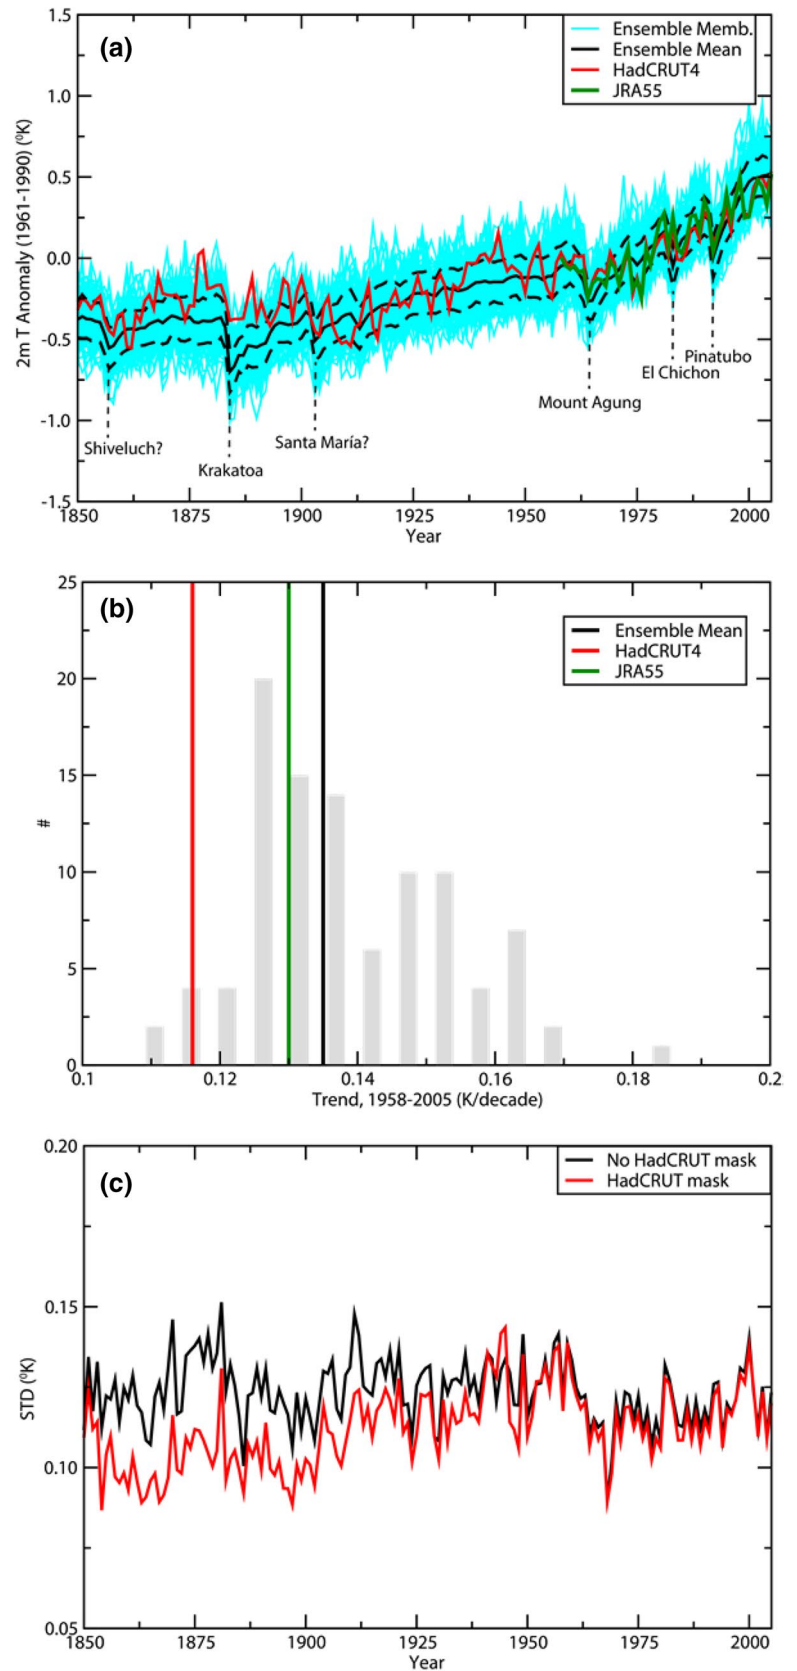 (a)
Ensemble Memb.
Ensemble Mean
HadCRUT4
JRA55
1.5
1.0
0.5
0.0
-0.5
-1.0
-1.5
2m T Anomaly (1961-1990) (⁰K)
Shiveluch?
Krakatoa
Santa María?
Mount Agung
El Chichon
Pinatubo
1850 1875 1900 1925 1950 1975 2000
Year
(b)
Ensemble Mean
HadCRUT4
JRA55
25
20
15
10
5
0
#
0.1 0.12 0.14 0.16 0.18 0.2
Trend, 1958-2005 (K/decade)
(c)
No HadCRUT mask
HadCRUT mask
0.20
0.15
0.10
0.05
STD (⁰K)
1850 1875 1900 1925 1950 1975 2000
Year